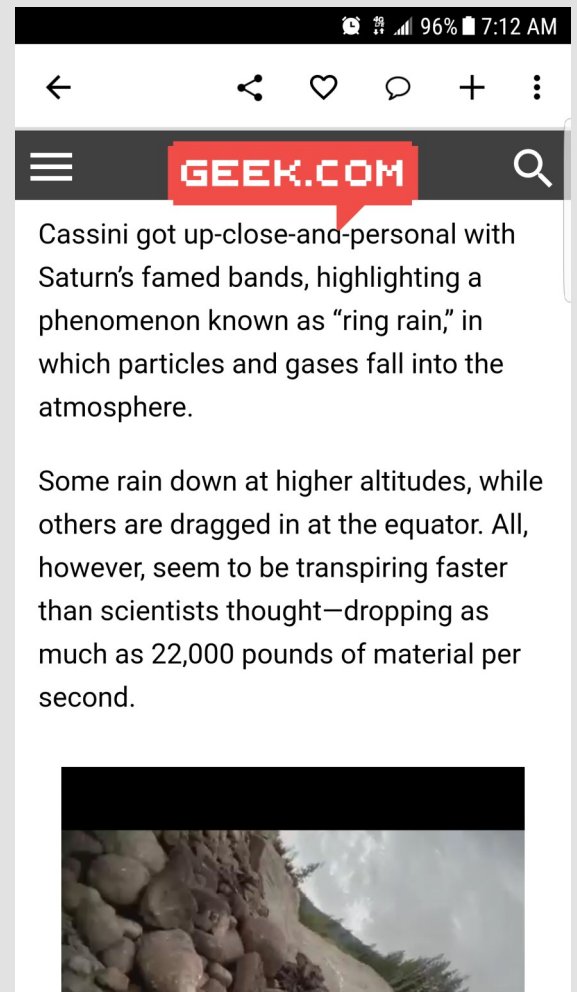 96% 7:12 AM
GEEK.COM
Cassini got up-close-and-personal with
Saturn’s famed bands, highlighting a
phenomenon known as “ring rain,” in
which particles and gases fall into the
atmosphere.
Some rain down at higher altitudes, while
others are dragged in at the equator. All,
however, seem to be transpiring faster
than scientists thought—dropping as
much as 22,000 pounds of material per
second.